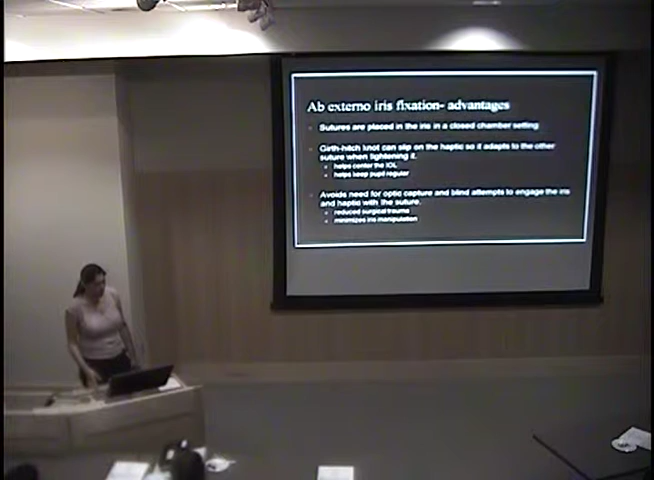 Ab externo iris fixation- advantages
Sutures are placed in the iris in a closed chamber setting
Girth-hitch knot can slip on the haptic so it adapts to the other
suture when tightening it.
helps center the IOL
helps keep pupil regular
Avoids need for optic capture and blind attempts to engage the iris
and haptic with the suture.
reduced surgical trauma
minimizes iris manipulation